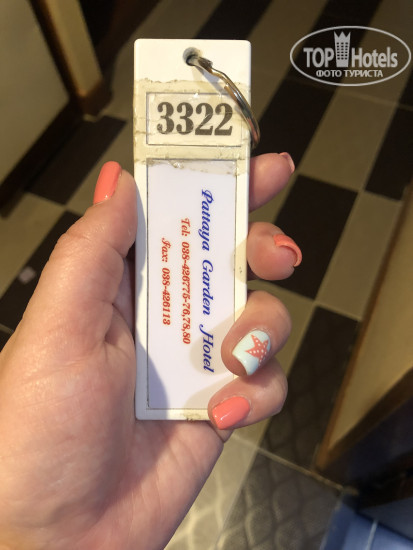 TOP Hotels
ФОТО ТУРИСТА
3322
Pattaya Garden Hotel
Tel: 038-426775-76,78,80
Fax: 038-426113